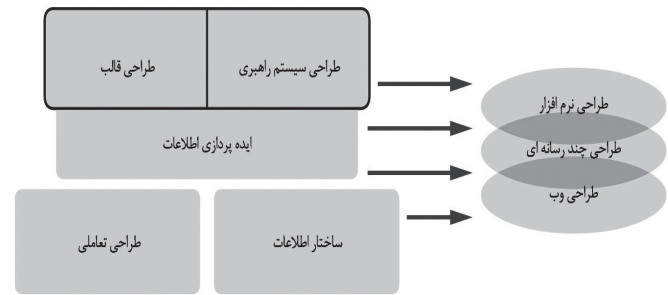 طراحی سیستم راهبری
طراحی قالب
ایده پردازی اطلاعات
ساختار اطلاعات
طراحی تعاملی
طراحی نرم افزار
طراحی چند رسانه ای
طراحی وب